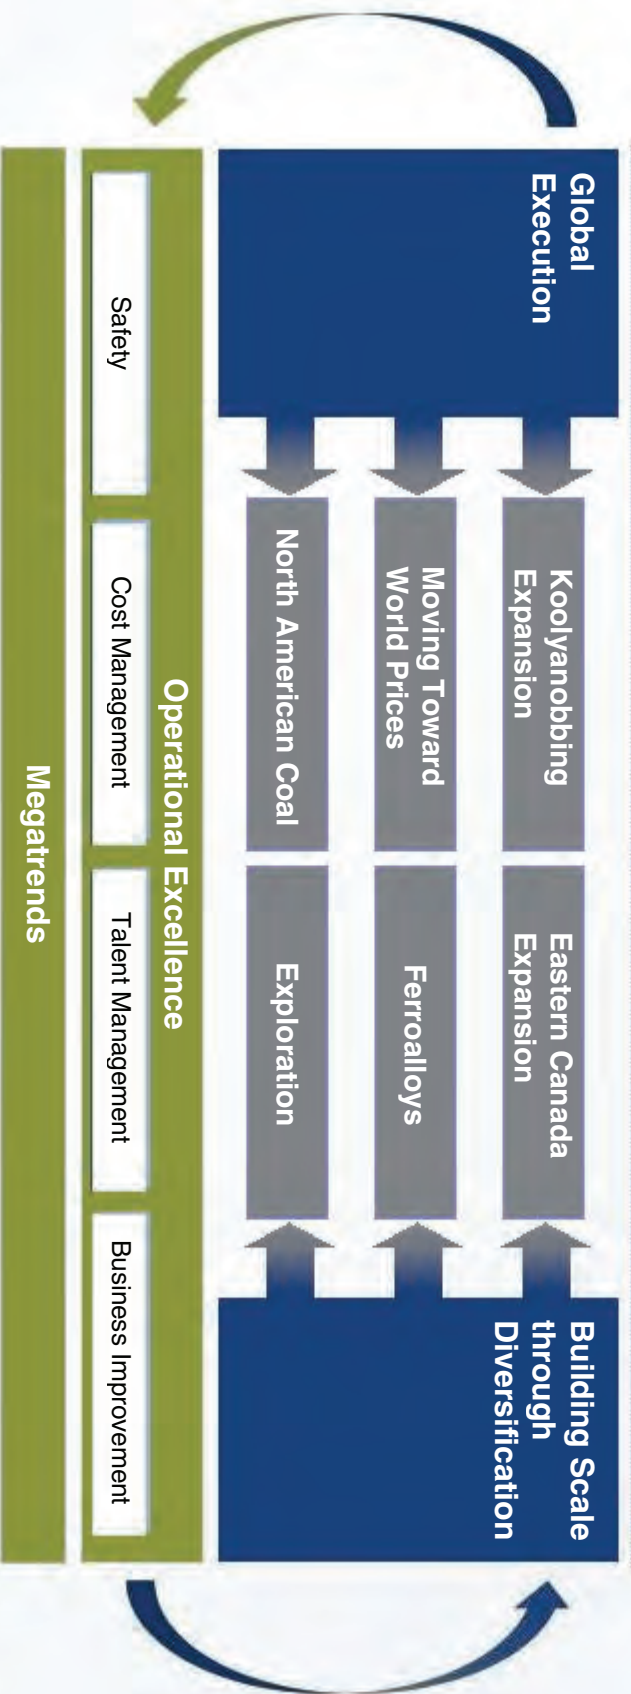 Global
Execution
Koolyanobbing
Expansion
Eastern Canada
Expansion
Building Scale
through
Diversification
Moving Toward
World Prices
Ferroalloys
North American Coal
Exploration
Operational Excellence
Safety
Cost Management
Talent Management
Business Improvement
Megatrends